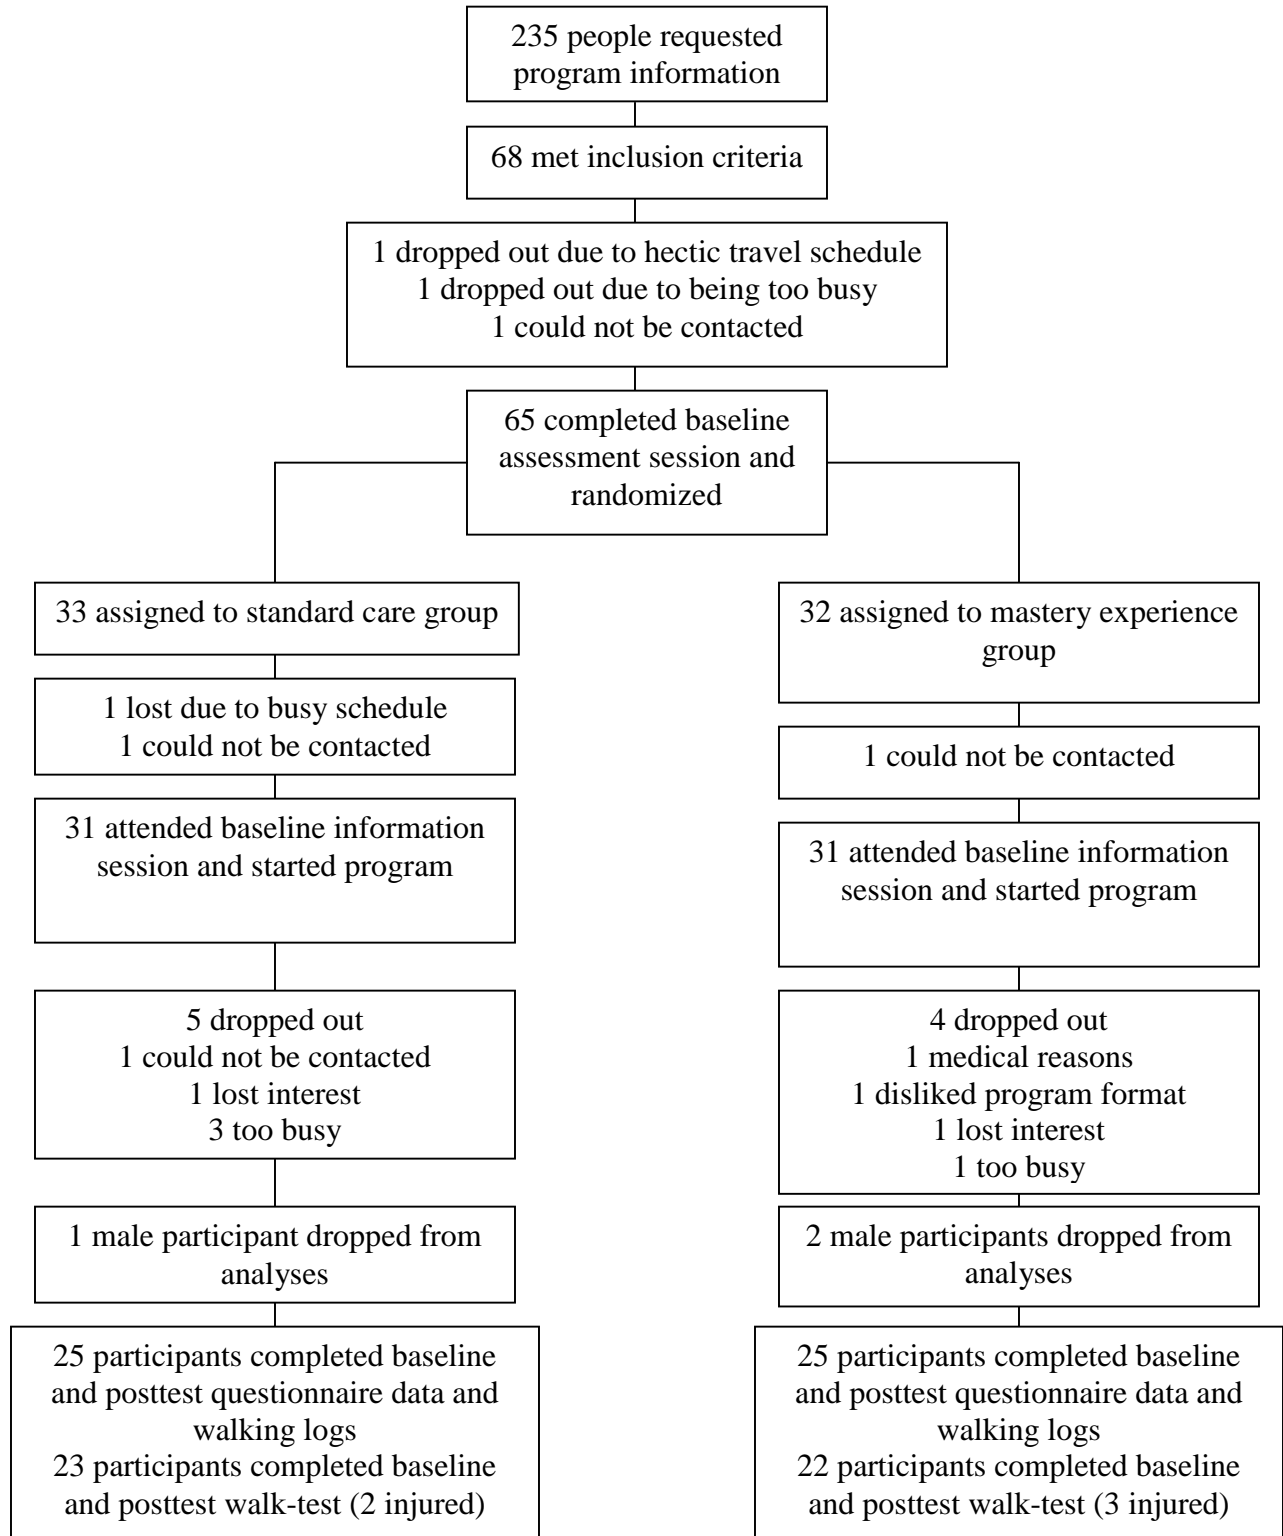 235 people requested
program information
68 met inclusion criteria
1 dropped out due to hectic travel schedule
1 dropped out due to being too busy
1 could not be contacted
65 completed baseline
assessment session and
randomized
33 assigned to standard care group
1 lost due to busy schedule
1 could not be contacted
31 attended baseline information
session and started program
5 dropped out
1 could not be contacted
1 lost interest
3 too busy
1 male participant dropped from
analyses
25 participants completed baseline
and posttest questionnaire data and
walking logs
23 participants completed baseline
and posttest walk-test (2 injured)
32 assigned to mastery experience
group
1 could not be contacted
31 attended baseline information
session and started program
4 dropped out
1 medical reasons
1 disliked program format
1 lost interest
1 too busy
2 male participants dropped from
analyses
25 participants completed baseline
and posttest questionnaire data and
walking logs
22 participants completed baseline
and posttest walk-test (3 injured)